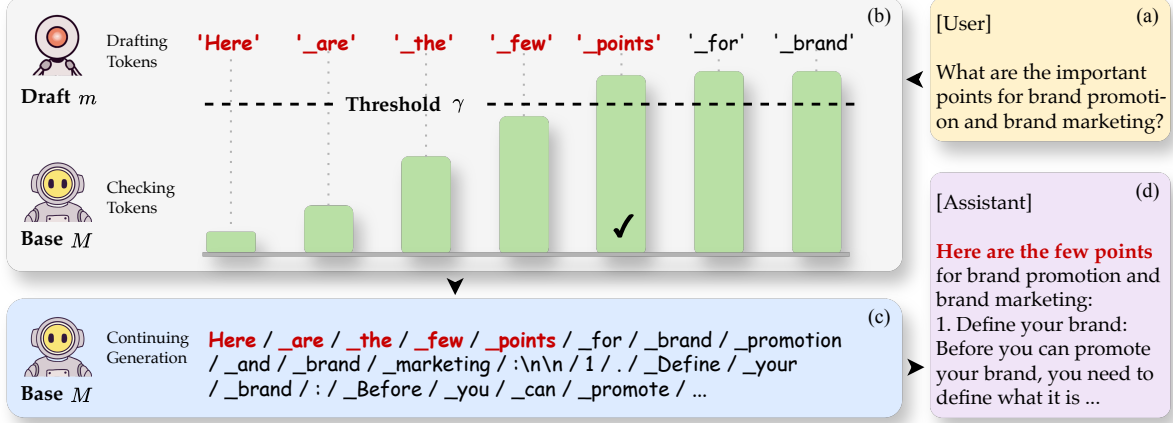 (a)
[User]
What are the important
points for brand promoti-
on and brand marketing?
(b)
Drafting
Tokens
Draft m
'Here' '_are' '_the' '_few' '_points' '_for' '_brand'
Threshold γ
Checking
Tokens
Base M
✓
(c)
Continuing
Generation
Base M
Here / _are / _the / _few / _points / _for / _brand / _promotion
/ _and / _brand / _marketing / :\n\n / 1 / . / _Define / _your
/ _brand / : / _Before / _you / _can / _promote / ...
(d)
[Assistant]
Here are the few points
for brand promotion and
brand marketing:
1. Define your brand:
Before you can promote
your brand, you need to
define what it is ...